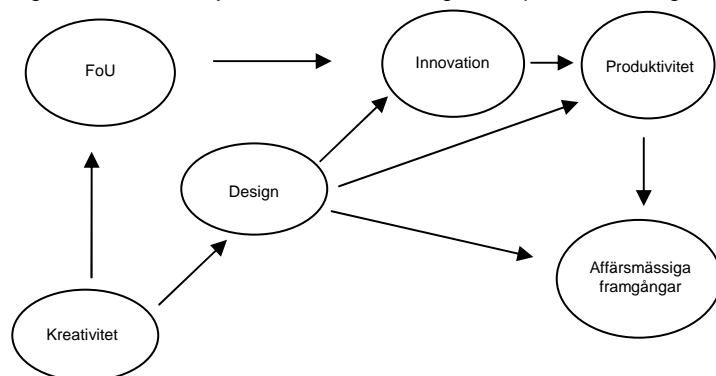 FoU
Innovation
Produktivitet
Design
Affärsmässiga
framgångar
Kreativitet